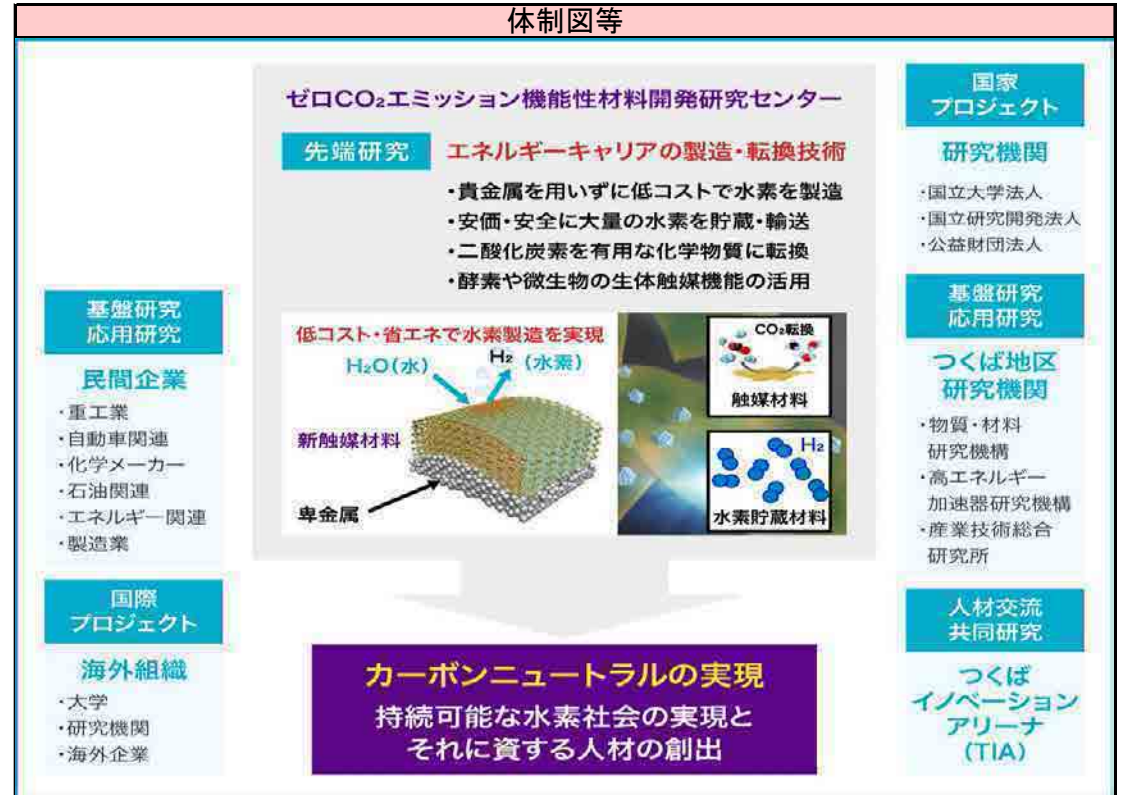 体制図等
ゼロCO₂エミッション機能性材料開発研究センター
先端研究
エネルギーキャリアの製造・転換技術
・貴金属を用いずに低コストで水素を製造
・安価・安全に大量の水素を貯蔵・輸送
・二酸化炭素を有用な化学物質に転換
・酵素や微生物の生体触媒機能の活用
低コスト・省エネで水素製造を実現
H₂O(水)
H₂
(水素)
新触媒材料
卑金属
CO₂転換
触媒材料
H₂
水素貯蔵材料
基盤研究
応用研究
民間企業
・重工業
・自動車関連
・化学メーカー
・石油関連
・エネルギー関連
・製造業
国際
プロジェクト
海外組織
・大学
・研究機関
・海外企業
カーボンニュートラルの実現
持続可能な水素社会の実現と
それに資する人材の創出
国家
プロジェクト
研究機関
・国立大学法人
・国立研究開発法人
・公益財団法人
基盤研究
応用研究
つくば地区
研究機関
・物質・材料
研究機構
・高エネルギー
加速器研究機構
・産業技術総合
研究所
人材交流
共同研究
つくば
イノベーション
アリーナ
(TIA)